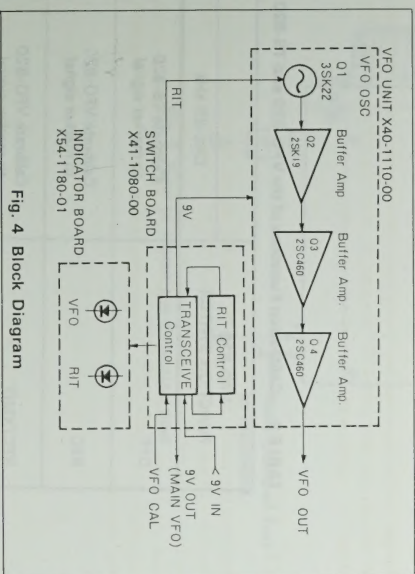 VFO UNIT X40-1110-00
VFO OSC
Q1
3SK22
Buffer Amp
Q2
2SK19
Buffer Amp.
Q3
2SC460
Buffer Amp.
Q4
2SC460
VFO OUT
RIT
9V
SWITCH BOARD
X41-1080-00
RIT Control
TRANSCEIVE
Control
< 9V IN
9V OUT
(MAIN VFO)
VFO CAL
INDICATOR BOARD
X54-1180-01
VFO
RIT
Fig. 4 Block Diagram